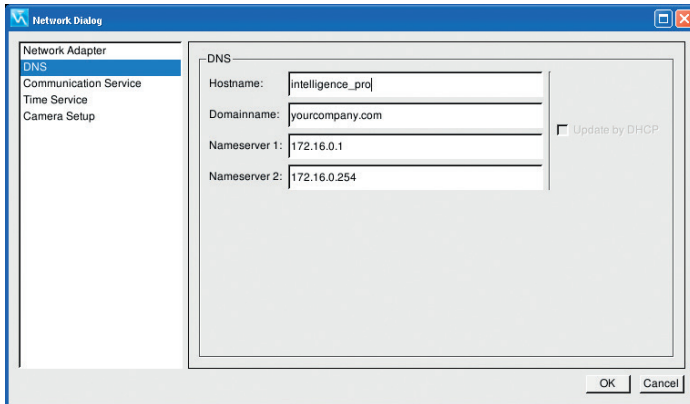 Network Dialog
Network Adapter
DNS
Communication Service
Time Service
Camera Setup
DNS
Hostname: intelligence_pro
Domainname: yourcompany.com
Update by DHCP
Nameserver 1: 172.16.0.1
Nameserver 2: 172.16.0.254
OK Cancel